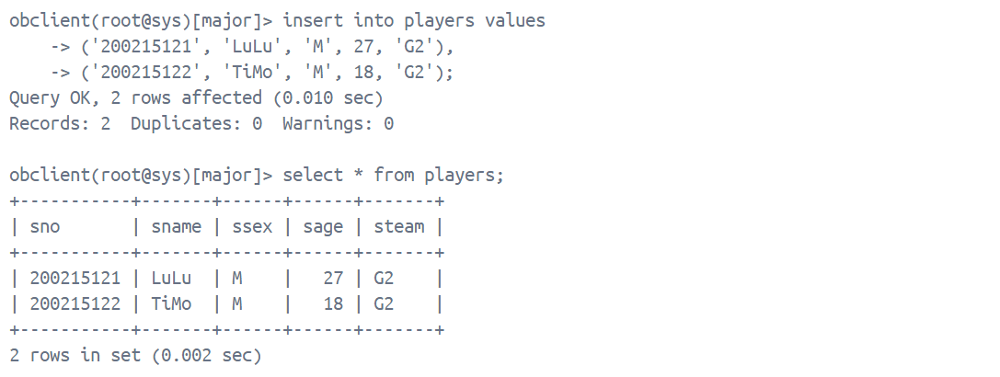 obclient(root@sys)[major]> insert into players values
    -> ('200215121', 'LuLu', 'M', 27, 'G2'),
    -> ('200215122', 'TiMo', 'M', 18, 'G2');
Query OK, 2 rows affected (0.010 sec)
Records: 2  Duplicates: 0  Warnings: 0

obclient(root@sys)[major]> select * from players;
+-----------+-------+------+------+-------+
| sno       | sname | ssex | sage | steam |
+-----------+-------+------+------+-------+
| 200215121 | LuLu  | M    |   27 | G2    |
| 200215122 | TiMo  | M    |   18 | G2    |
+-----------+-------+------+------+-------+
2 rows in set (0.002 sec)